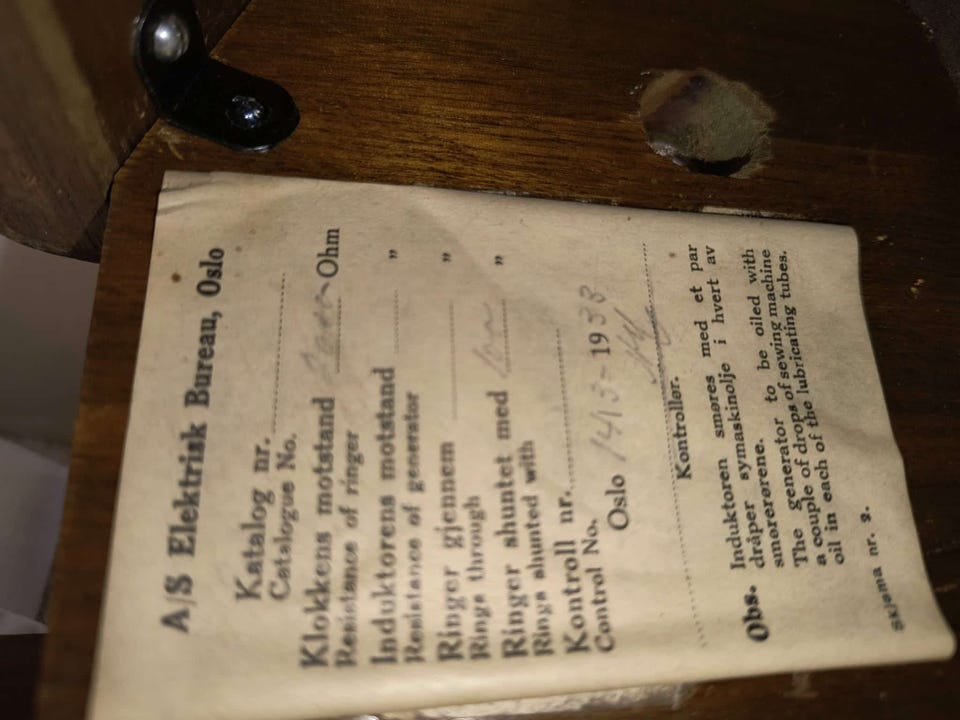 A/S Elektrisk Bureau, Oslo
Katalog nr.
Catalogue No.
Klokkens motstand Ohm
Resistance of ringer
Induktorens motstand "
Resistance of generator
Ringer gjennem "
Rings through
Ringer shuntet med "
Rings shunted with
Kontroll nr.
Control No.
Oslo 14/3-1933
Kontrollør.
Obs. Induktoren smøres med et par
dråper symaskinolje i hvert av
smørerørene.
The generator to be oiled with
a couple of drops of sewing machine
oil in each of the lubricating tubes.
Skjema nr. 2.